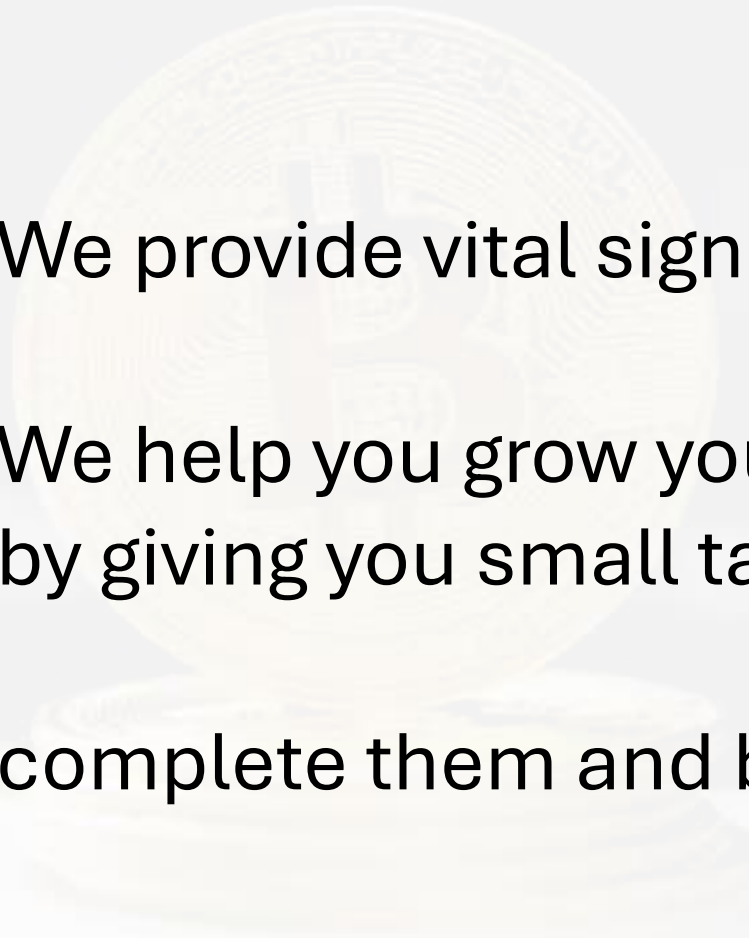 We provide vital sign
We help you grow
by giving you small
complete them and